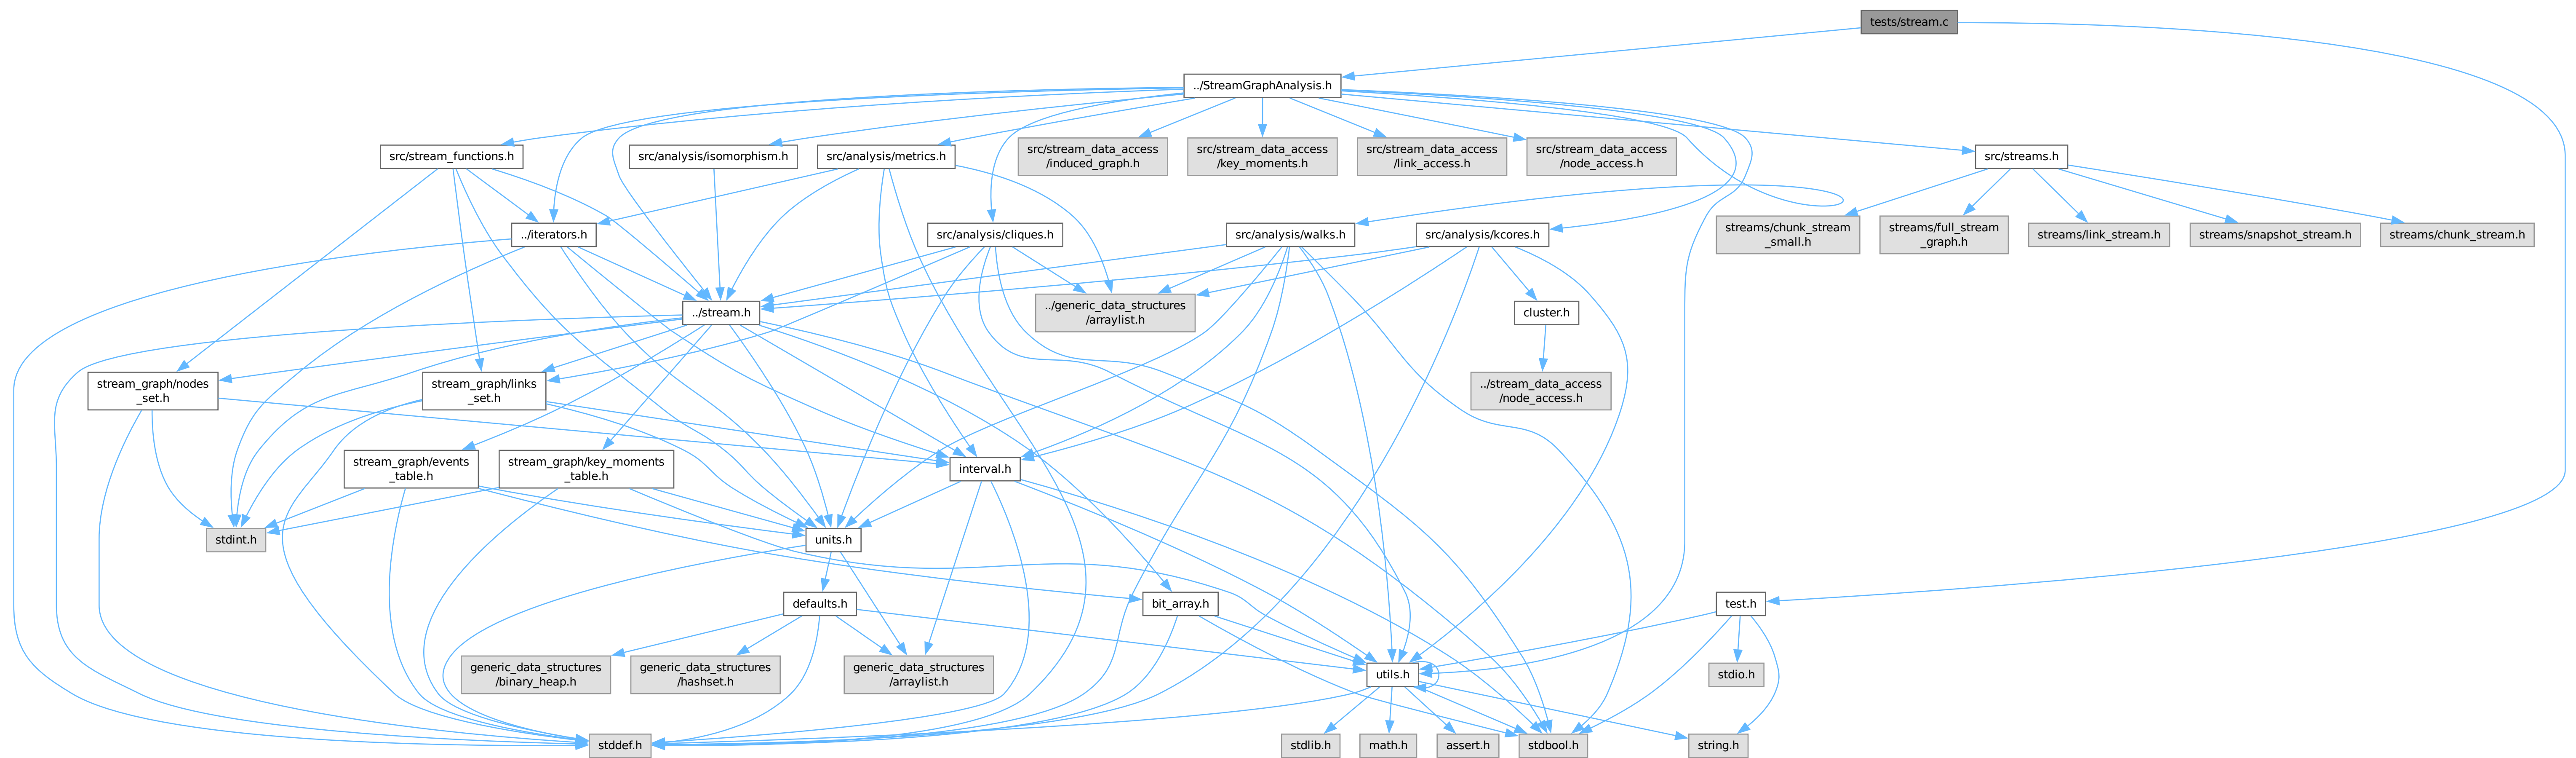 tests/stream.c
../StreamGraphAnalysis.h
src/stream_functions.h
src/analysis/isomorphism.h
src/analysis/metrics.h
src/stream_data_access
/induced_graph.h
src/stream_data_access
/key_moments.h
src/stream_data_access
/link_access.h
src/stream_data_access
/node_access.h
src/streams.h
../iterators.h
src/analysis/cliques.h
src/analysis/walks.h
src/analysis/kcores.h
streams/chunk_stream
_small.h
streams/full_stream
_graph.h
streams/link_stream.h
streams/snapshot_stream.h
streams/chunk_stream.h
../stream.h
../generic_data_structures
/arraylist.h
cluster.h
stream_graph/nodes
_set.h
stream_graph/links
_set.h
../stream_data_access
/node_access.h
stream_graph/events
_table.h
stream_graph/key_moments
_table.h
interval.h
stdint.h
units.h
defaults.h
bit_array.h
test.h
generic_data_structures
/binary_heap.h
generic_data_structures
/hashset.h
generic_data_structures
/arraylist.h
utils.h
stdio.h
stddef.h
stdlib.h
math.h
assert.h
stdbool.h
string.h